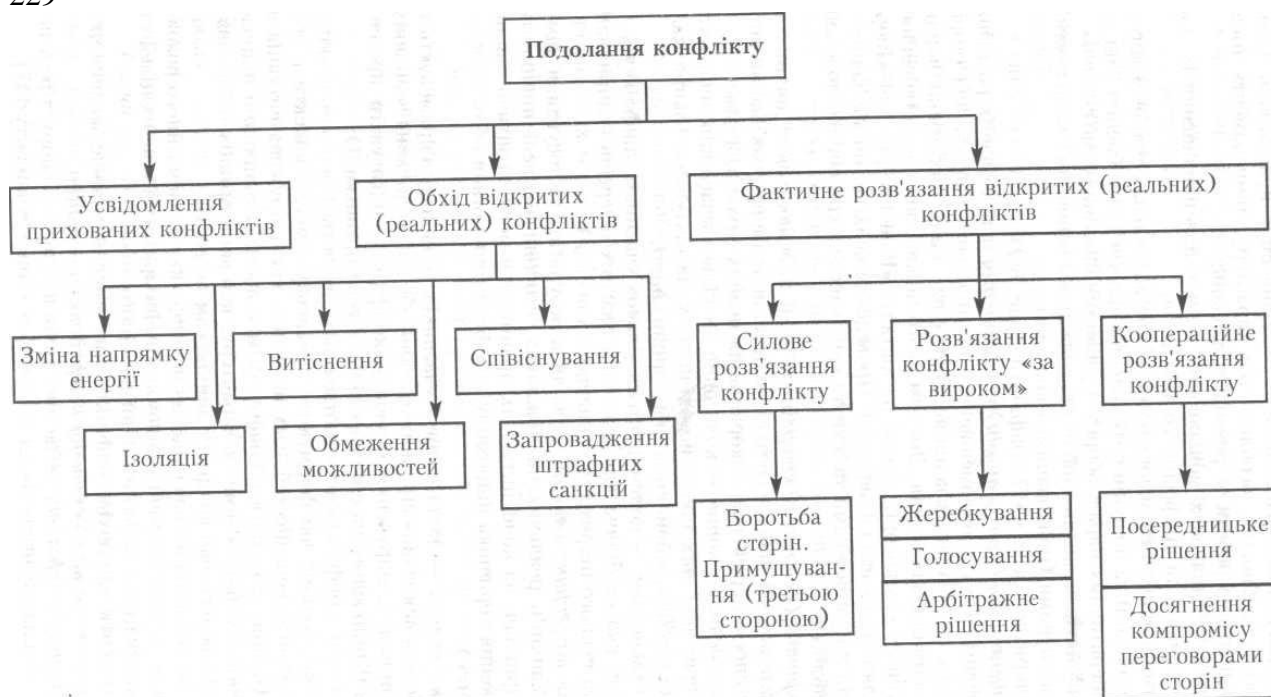 229
Подолання конфлікту
Усвідомлення
прихованих конфліктів
Обхід відкритих
(реальних) конфліктів
Фактичне розв'язання відкритих (реальних)
конфліктів
Зміна напрямку
енергії
Витіснення
Співіснування
Ізоляція
Обмеження
можливостей
Запровадження
штрафних
санкцій
Силове
розв'язання
конфлікту
Розв'язання
конфлікту «за
вироком»
Коопераційне
розв'язання
конфлікту
Боротьба
сторін.
Примушуван-
ня (третьою
стороною)
Жеребкування
Голосування
Арбітражне
рішення
Посередницьке
рішення
Досягнення
компромісу
переговорами
сторін